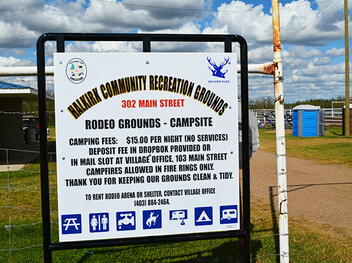 HALKIRK ELKS
HALKIRK COMMUNITY RECREATION GROUNDS
302 MAIN STREET
RODEO GROUNDS - CAMPSITE
CAMPING FEES: $15.00 PER NIGHT (NO SERVICES)
DEPOSIT FEE IN DROPBOX PROVIDED OR
IN MAIL SLOT AT VILLAGE OFFICE, 103 MAIN STREET
CAMPFIRES ALLOWED IN FIRE RINGS ONLY.
THANK YOU FOR KEEPING OUR GROUNDS CLEAN & TIDY.
TO RENT RODEO ARENA OR SHELTER, CONTACT VILLAGE OFFICE
(403) 884-2464.